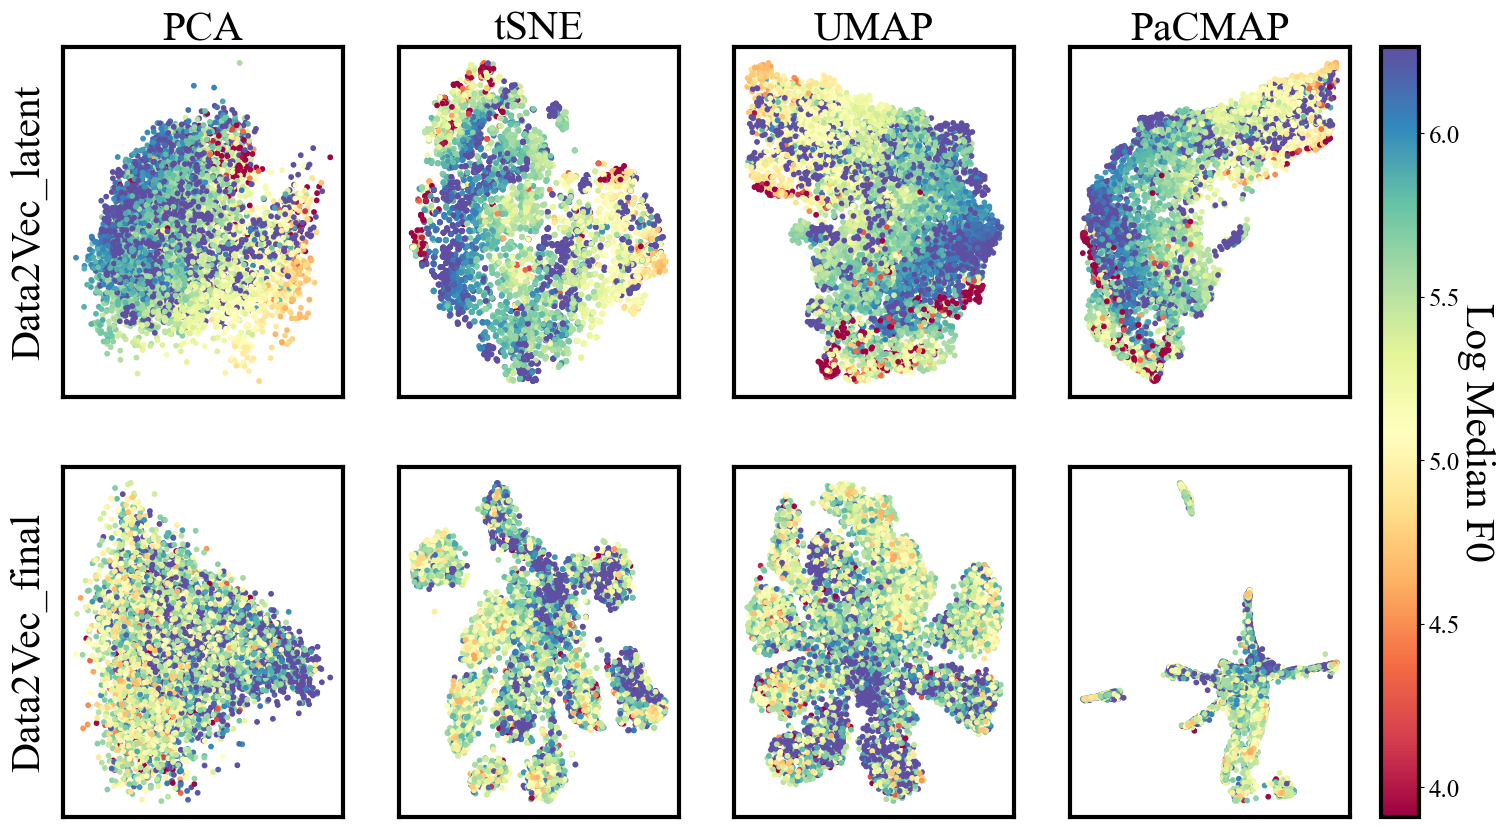 PCA
tSNE
UMAP
PaCMAP
Data2Vec_latent
Data2Vec_final
6.0
5.5
5.0
4.5
4.0
Log Median F0